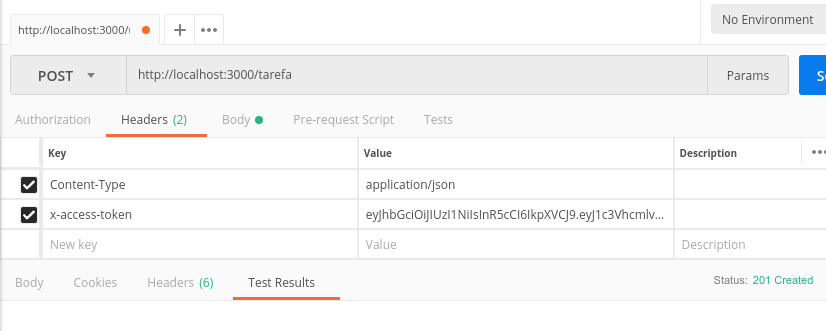 http://localhost:3000/
No Environment
POST http://localhost:3000/tarefa Params
Authorization Headers (2) Body Pre-request Script Tests
Key Value Description
Content-Type application/json
x-access-token eyJhbGciOiJIUzI1NiIsInR5cCI6IkpXVCJ9.eyJ1c3Vhcmlv...
New key Value Description
Body Cookies Headers (6) Test Results Status: 201 Created